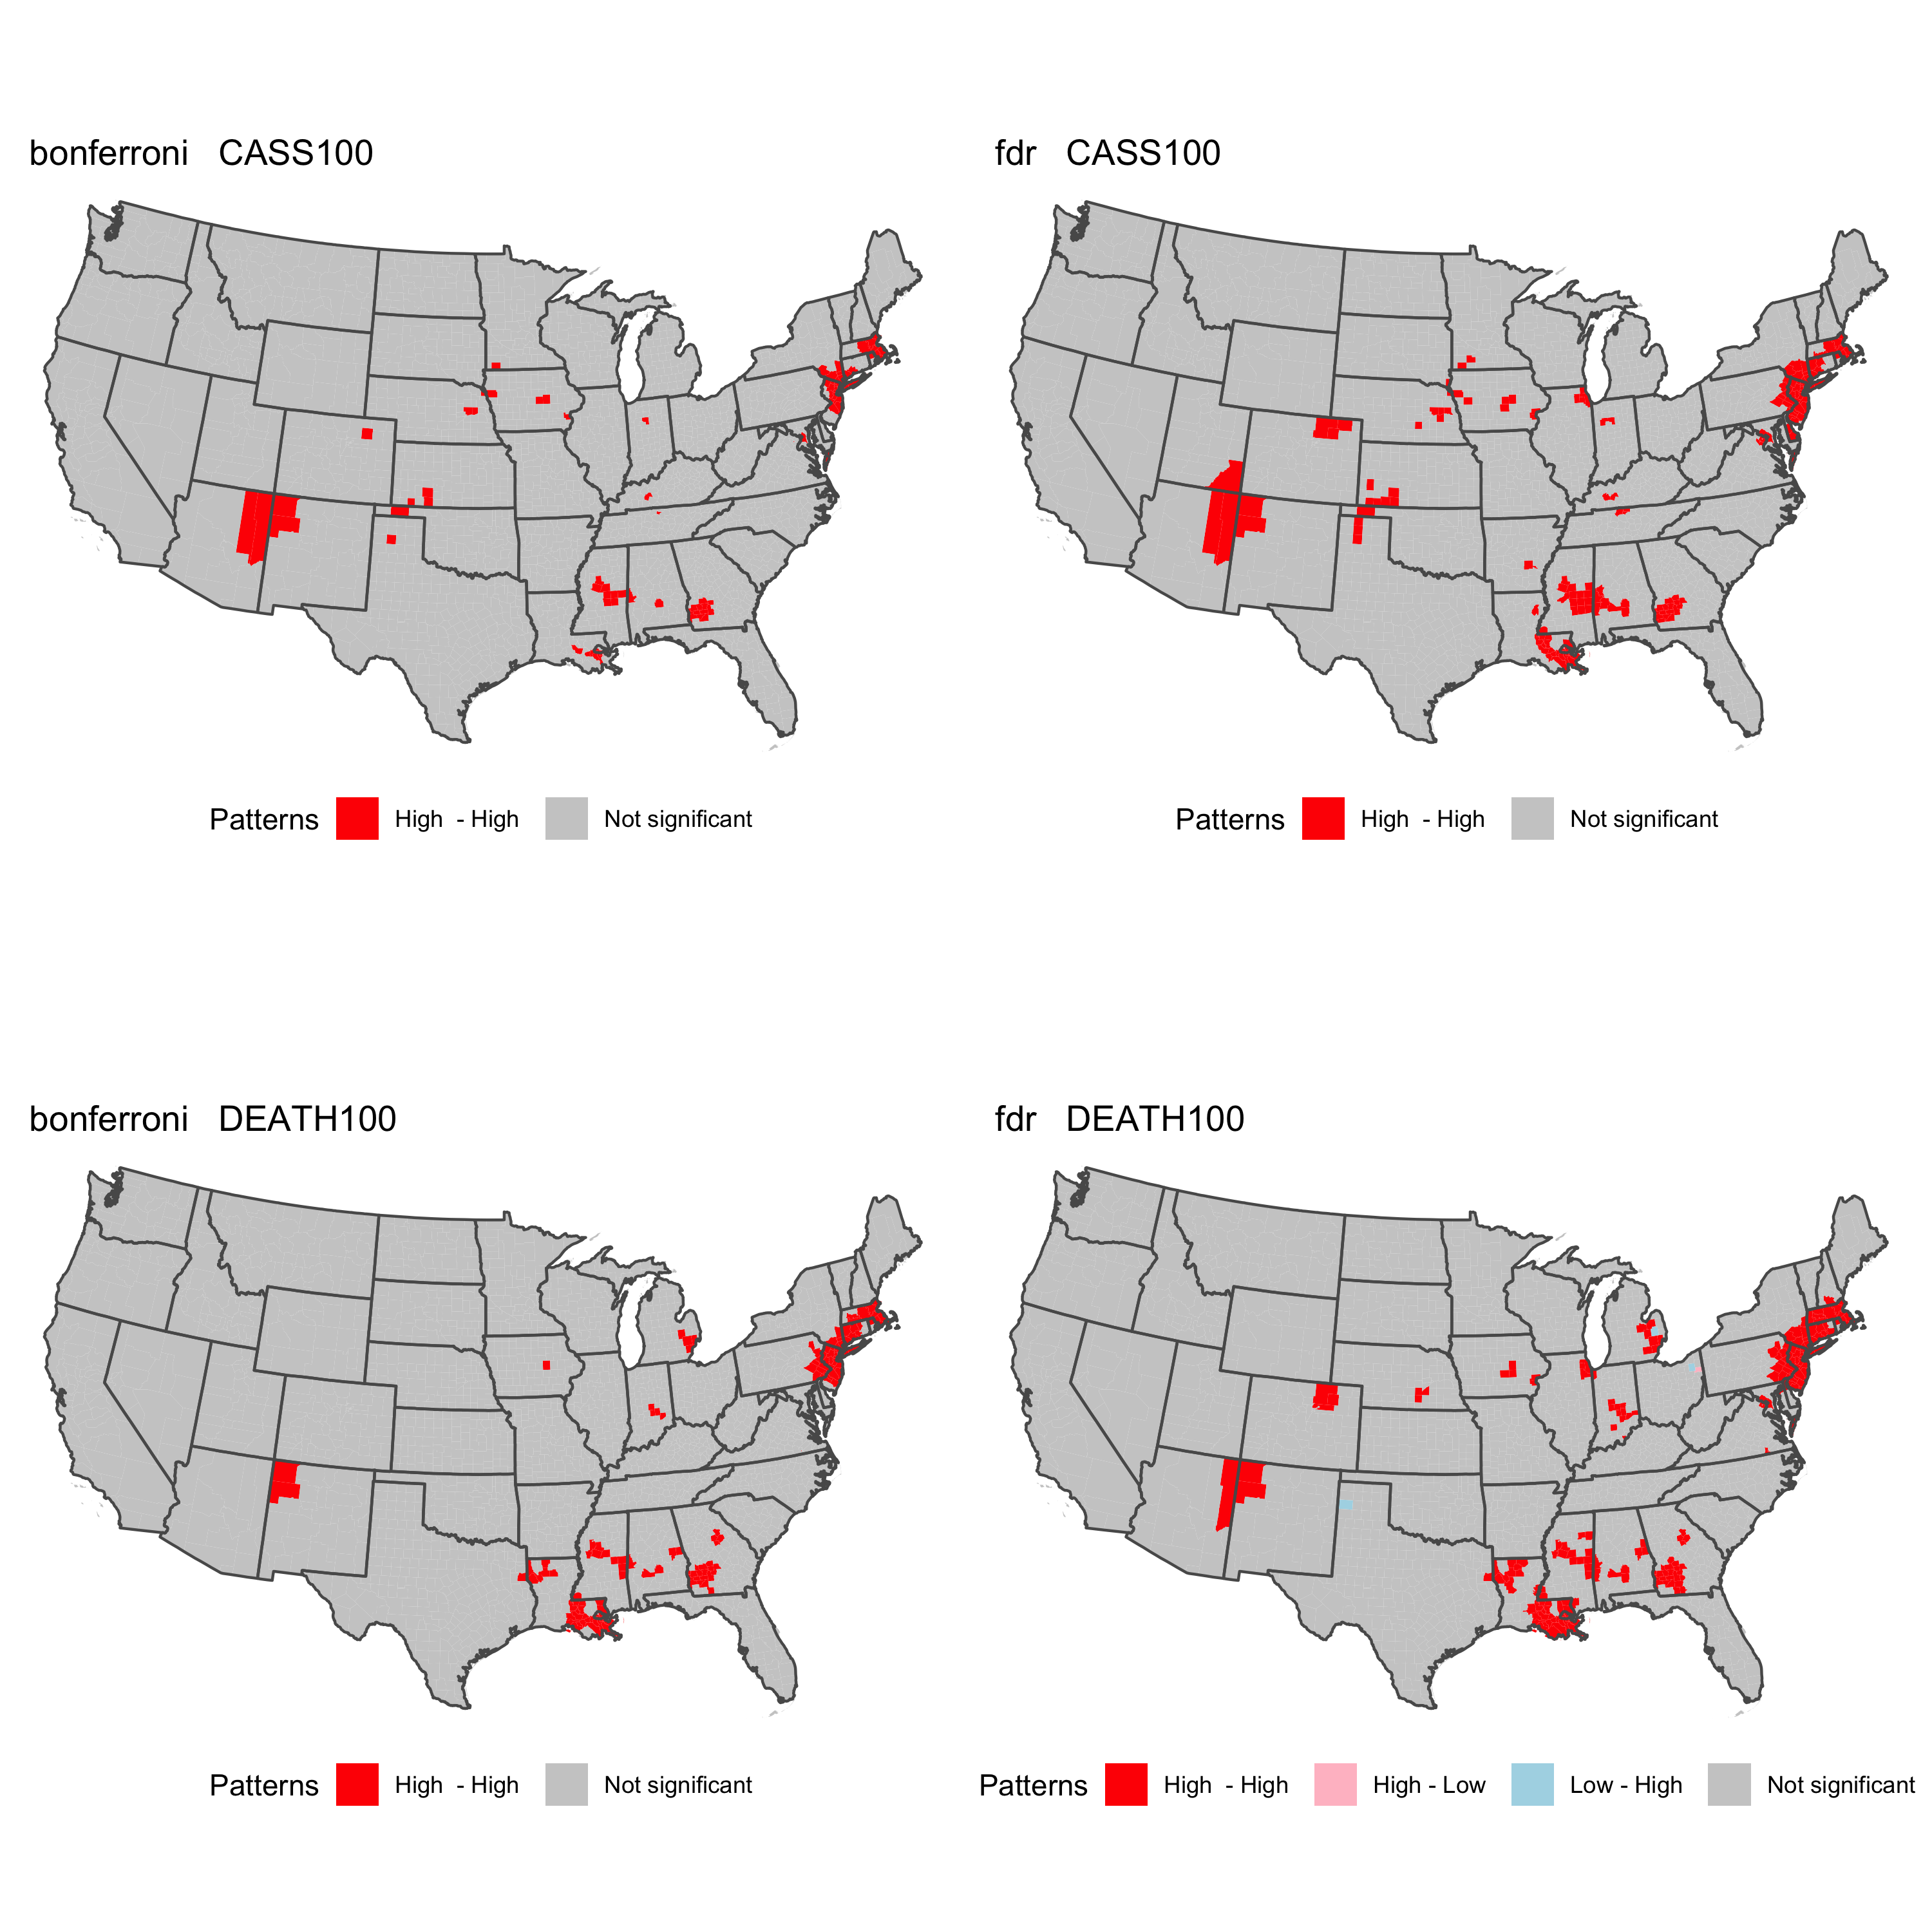 bonferroni CASS100
fdr CASS100
Patterns High - High Not significant
Patterns High - High Not significant
bonferroni DEATH100
fdr DEATH100
Patterns High - High Not significant
Patterns High - High High - Low Low - High Not significant